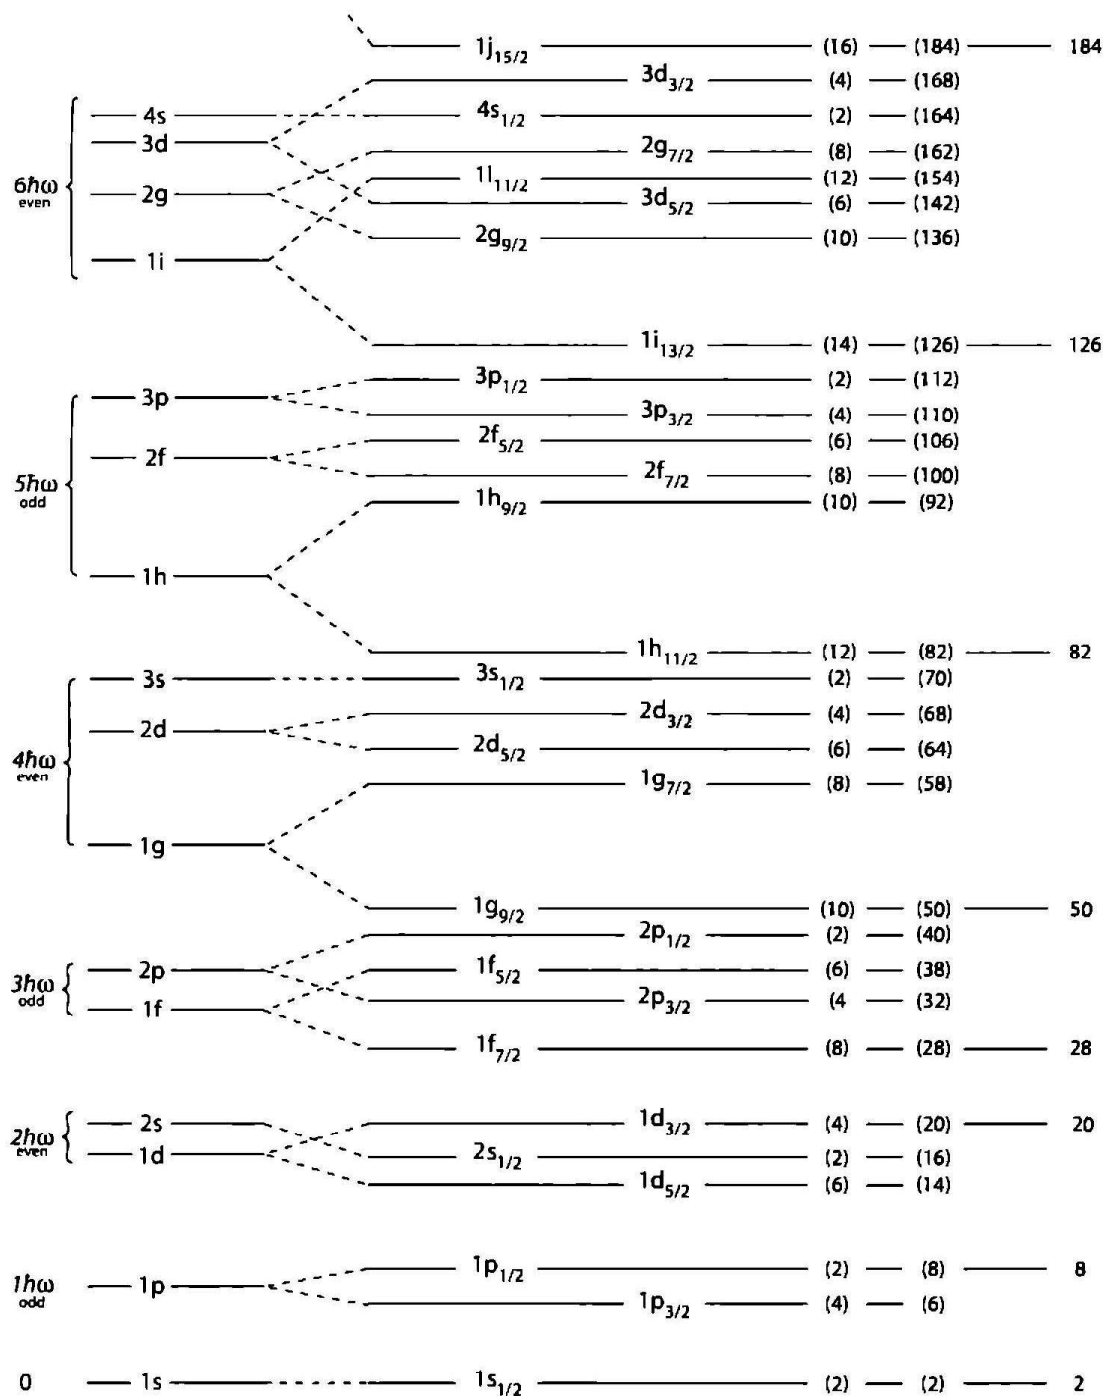 1j15/2 (16) (184) 184
3d3/2 (4) (168)
4s 4s1/2 (2) (164)
3d
2g7/2 (8) (162)
1l11/2 (12) (154)
6ħω
even
2g 3d5/2 (6) (142)
2g9/2 (10) (136)
1i
1i13/2 (14) (126) 126
3p1/2 (2) (112)
3p
3p3/2 (4) (110)
2f5/2 (6) (106)
2f
2f7/2 (8) (100)
5ħω
odd
1h9/2 (10) (92)
1h
1h11/2 (12) (82) 82
3s 3s1/2 (2) (70)
2d3/2 (4) (68)
2d
2d5/2 (6) (64)
4ħω
even
1g7/2 (8) (58)
1g
1g9/2 (10) (50) 50
2p1/2 (2) (40)
2p 1f5/2 (6) (38)
3ħω
odd
2p3/2 (4 (32)
1f
1f7/2 (8) (28) 28
2s 1d3/2 (4) (20) 20
2ħω
even
1d 2s1/2 (2) (16)
1d5/2 (6) (14)
1p1/2 (2) (8) 8
1ħω
odd
1p
1p3/2 (4) (6)
0 1s 1s1/2 (2) (2) 2